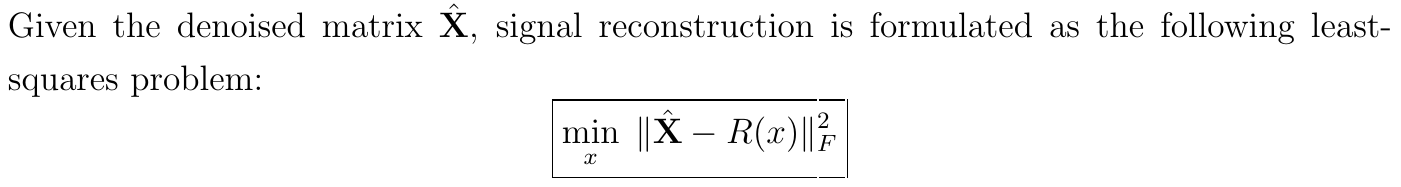 Given the denoised matrix X̂, signal reconstruction is formulated as the following least-
squares problem:
min_x ‖X̂ − R(x)‖²_F